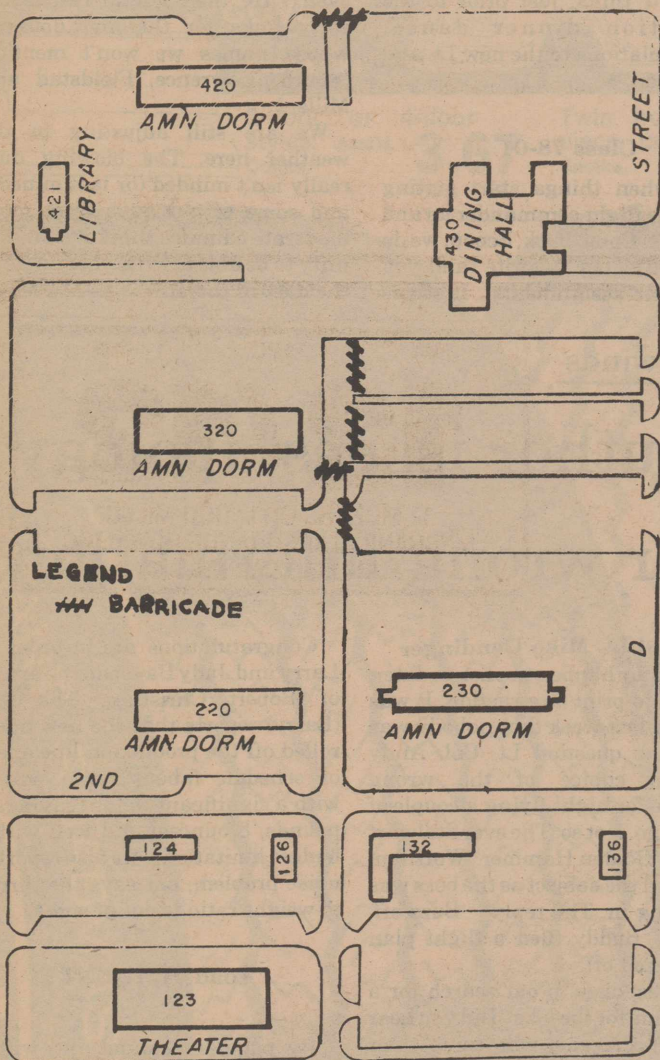 420
AMN DORM
STREET
421
LIBRARY
430
DINING
HALL
320
AMN DORM
LEGEND
BARRICADE
220
AMN DORM
230
AMN DORM
D
2ND
124
126
132
136
123
THEATER